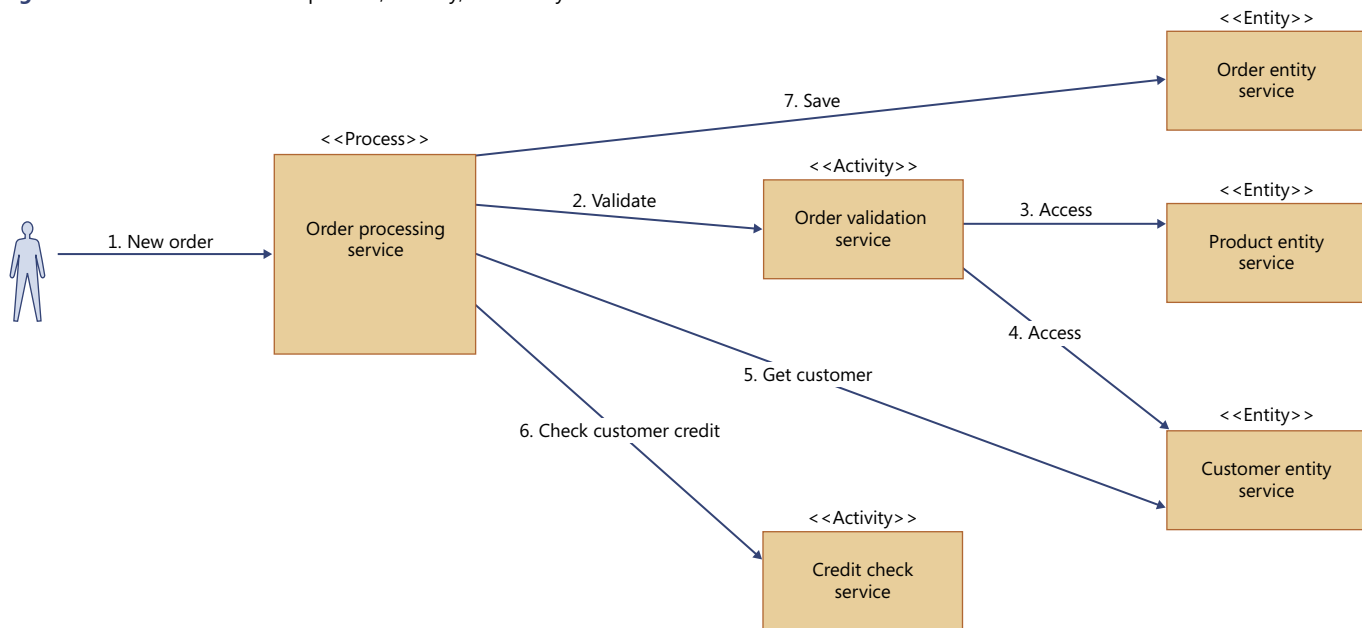 <<Entity>>
Order entity
service
7. Save
<<Process>>
Order processing
service
<<Activity>>
Order validation
service
2. Validate
3. Access
<<Entity>>
Product entity
service
1. New order
4. Access
5. Get customer
6. Check customer credit
<<Entity>>
Customer entity
service
<<Activity>>
Credit check
service